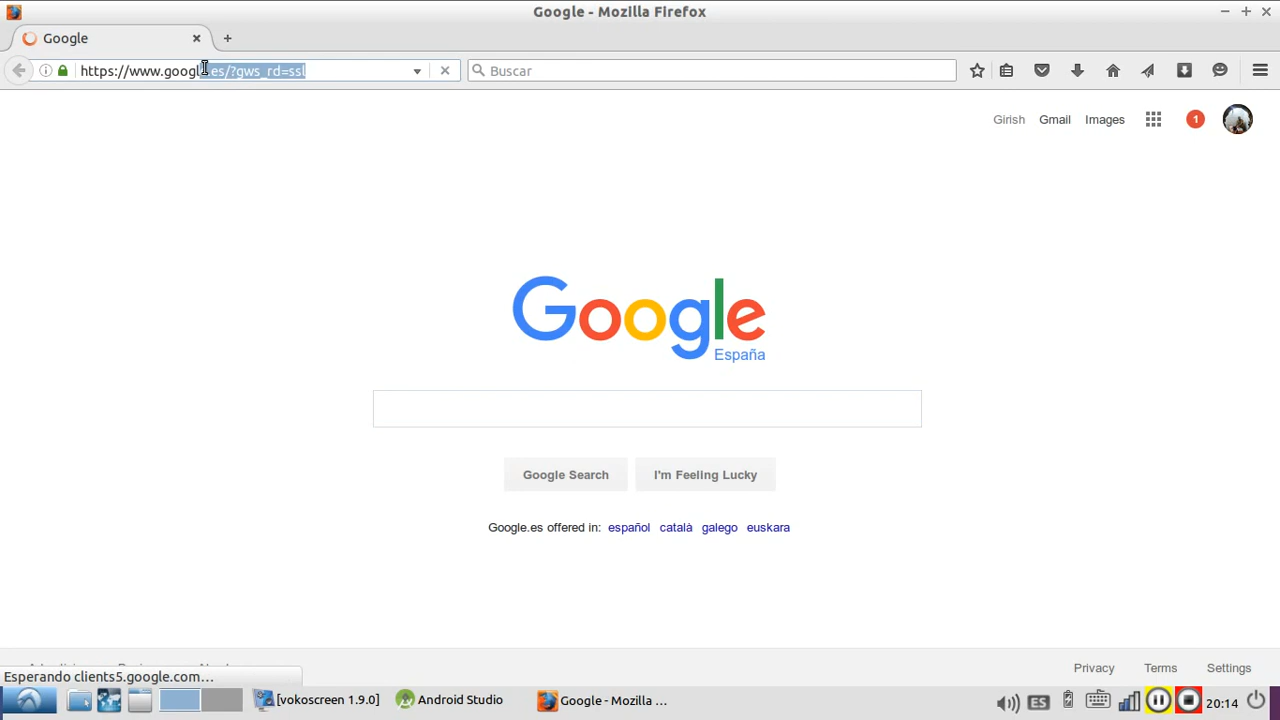 Google - Mozilla Firefox
Google
https://www.google.es/?gws_rd=ssl
Buscar
Girish
Gmail
Images
1
Google
España
Google Search
I'm Feeling Lucky
Google.es offered in: español català galego euskara
Privacy
Terms
Settings
Esperando clients5.google.com...
[vokoscreen 1.9.0]
Android Studio
Google - Mozilla ...
ES
20:14